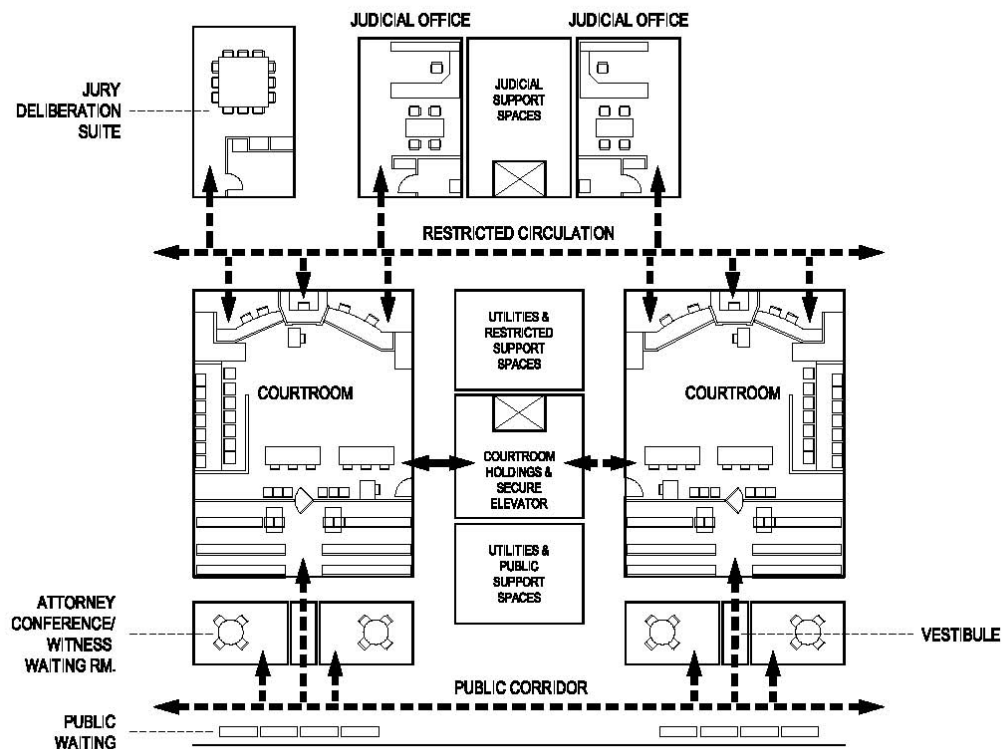 JUDICIAL OFFICE
JUDICIAL OFFICE
JURY
DELIBERATION
SUITE
JUDICIAL
SUPPORT
SPACES
RESTRICTED CIRCULATION
UTILITIES &
RESTRICTED
SUPPORT
SPACES
COURTROOM
COURTROOM
COURTROOM
HOLDINGS &
SECURE
ELEVATOR
UTILITIES &
PUBLIC
SUPPORT
SPACES
ATTORNEY
CONFERENCE/
WITNESS
WAITING RM.
VESTIBULE
PUBLIC CORRIDOR
PUBLIC
WAITING